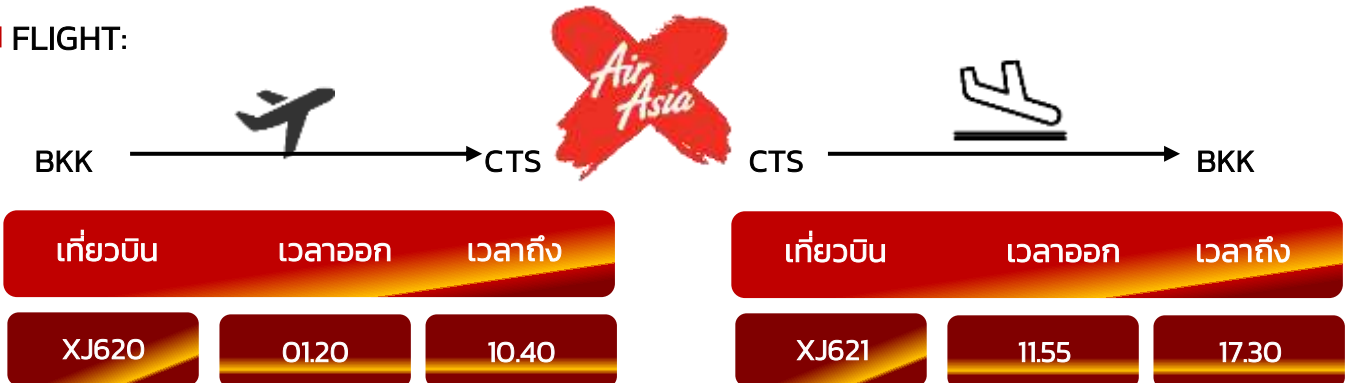 FLIGHT:
Air
Asia
BKK CTS CTS BKK
เที่ยวบิน เวลาออก เวลาถึง เที่ยวบิน เวลาออก เวลาถึง
XJ620 01.20 10.40 XJ621 11.55 17.30